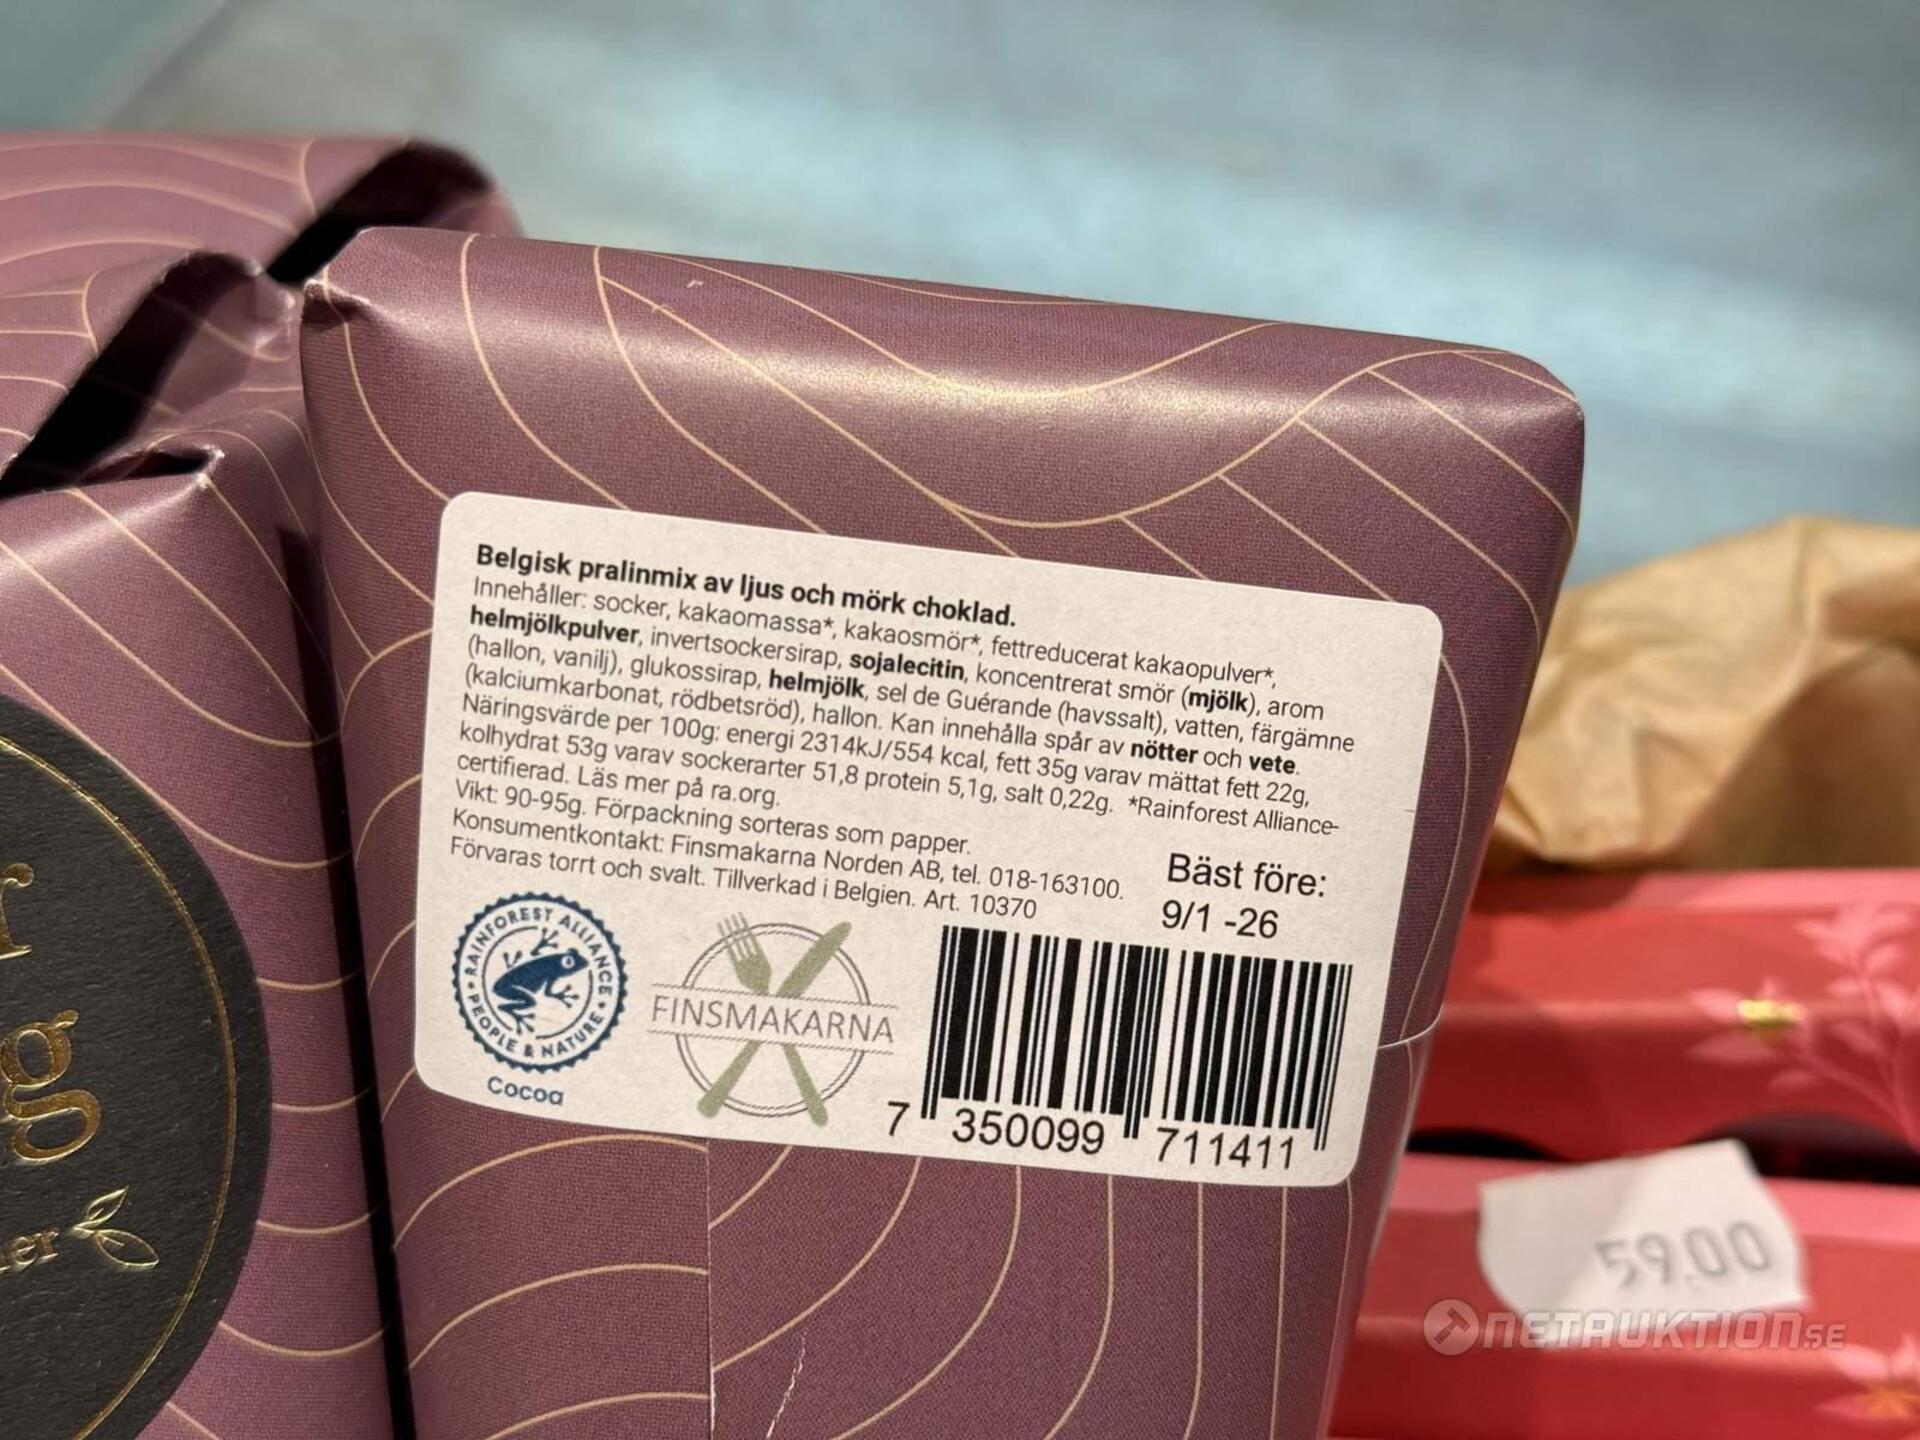 Belgisk pralinmix av ljus och mörk choklad.
Innehåller: socker, kakaomassa*, kakaosmör*, fettreducerat kakaopulver*,
helmjölkpulver, invertsockersirap, sojalecitin, koncentrerat smör (mjölk), arom
(hallon, vanilj), glukossirap, helmjölk, sel de Guérande (havssalt), vatten, färgämne
(kalciumkarbonat, rödbetsröd), hallon. Kan innehålla spår av nötter och vete.
Näringsvärde per 100g: energi 2314kJ/554 kcal, fett 35g varav mättat fett 22g,
kolhydrat 53g varav sockerarter 51,8 protein 5,1g, salt 0,22g. *Rainforest Alliance-
certifierad. Läs mer på ra.org.
Vikt: 90-95g. Förpackning sorteras som papper.
Konsumentkontakt: Finsmakarna Norden AB, tel. 018-163100.
Förvaras torrt och svalt. Tillverkad i Belgien. Art. 10370
Bäst före:
9/1 -26
RAINFOREST ALLIANCE
PEOPLE & NATURE
Cocoa
FINSMAKARNA
7 350099 711411
59.00
NETAUKTION.SE